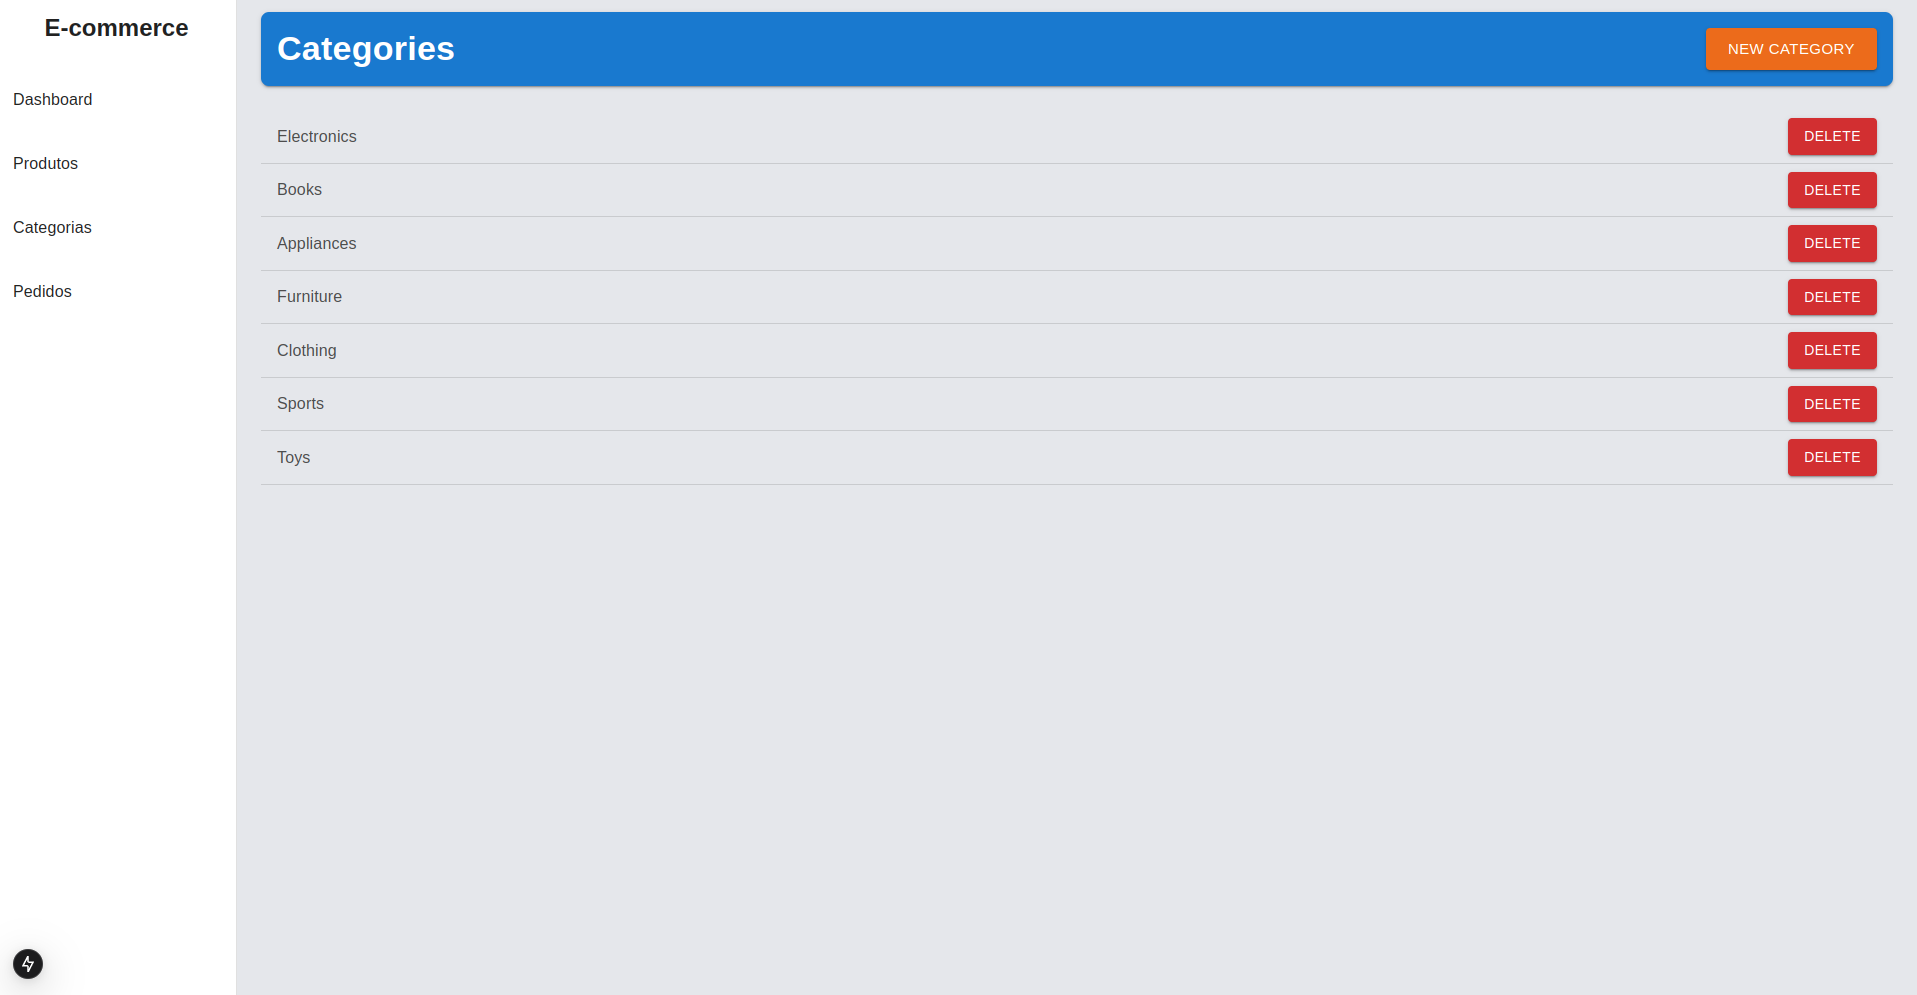 E-commerce
Dashboard
Produtos
Categorias
Pedidos
Categories
NEW CATEGORY
Electronics
DELETE
Books
DELETE
Appliances
DELETE
Furniture
DELETE
Clothing
DELETE
Sports
DELETE
Toys
DELETE